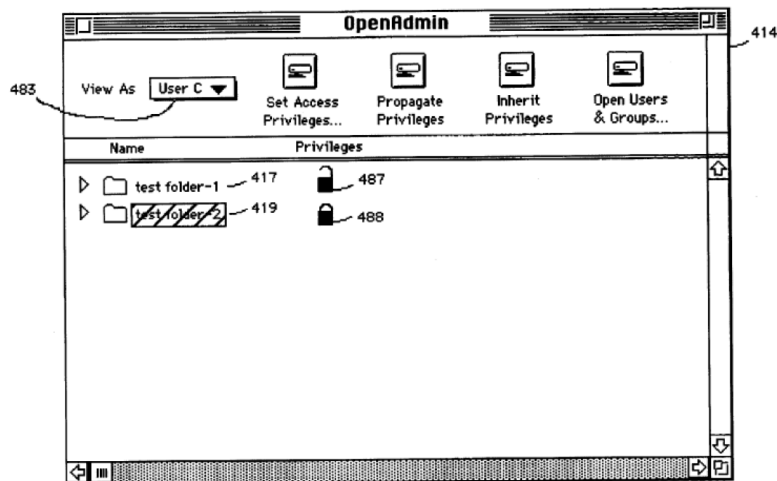 OpenAdmin
414
483
View As User C
Set Access
Privileges...
Propagate
Privileges
Inherit
Privileges
Open Users
& Groups...
Name Privileges
test folder-1 417 487
test folder-2 419 488